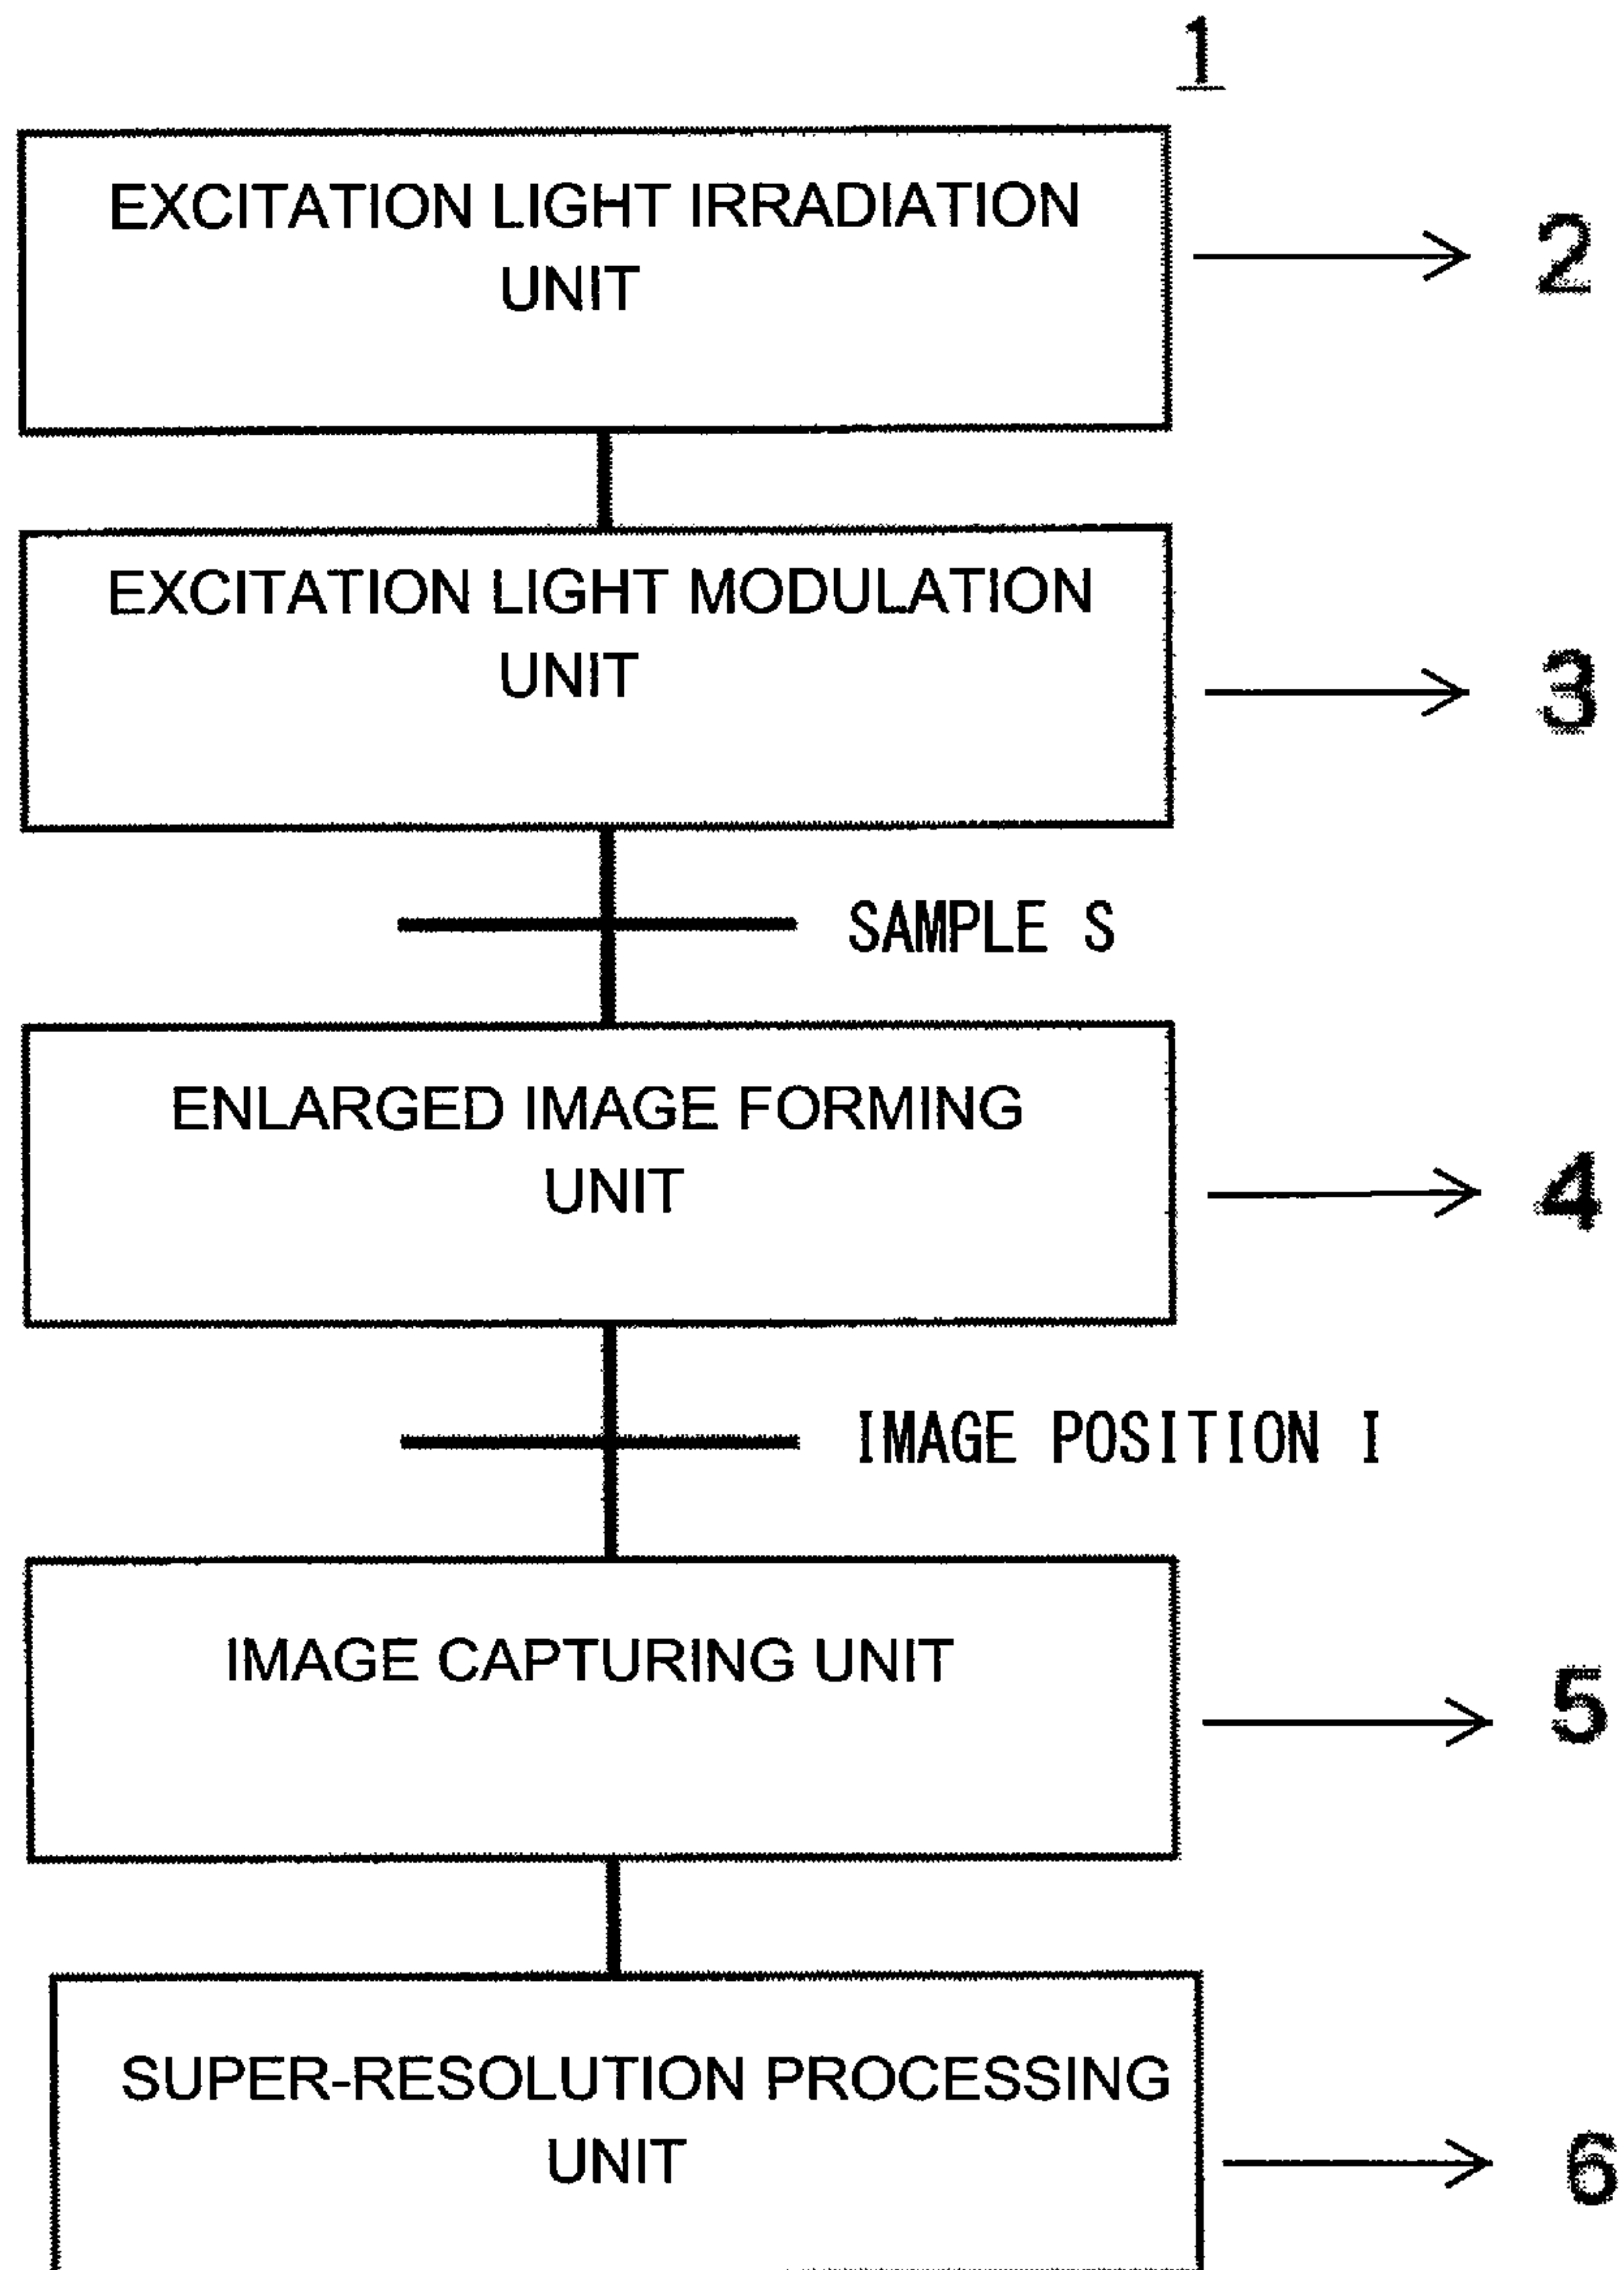 1
EXCITATION LIGHT IRRADIATION
UNIT
2
EXCITATION LIGHT MODULATION
UNIT
3
SAMPLE S
ENLARGED IMAGE FORMING
UNIT
4
IMAGE POSITION I
IMAGE CAPTURING UNIT
5
SUPER-RESOLUTION PROCESSING
UNIT
6